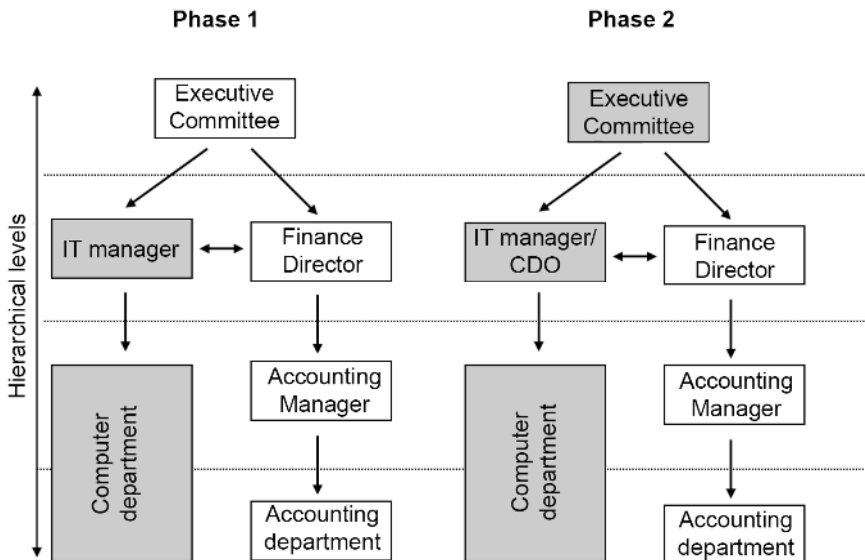 Phase 1
Phase 2
Hierarchical levels
Executive
Committee
IT manager
Finance
Director
Computer
department
Accounting
Manager
Accounting
department
Executive
Committee
IT manager/
CDO
Finance
Director
Computer
department
Accounting
Manager
Accounting
department